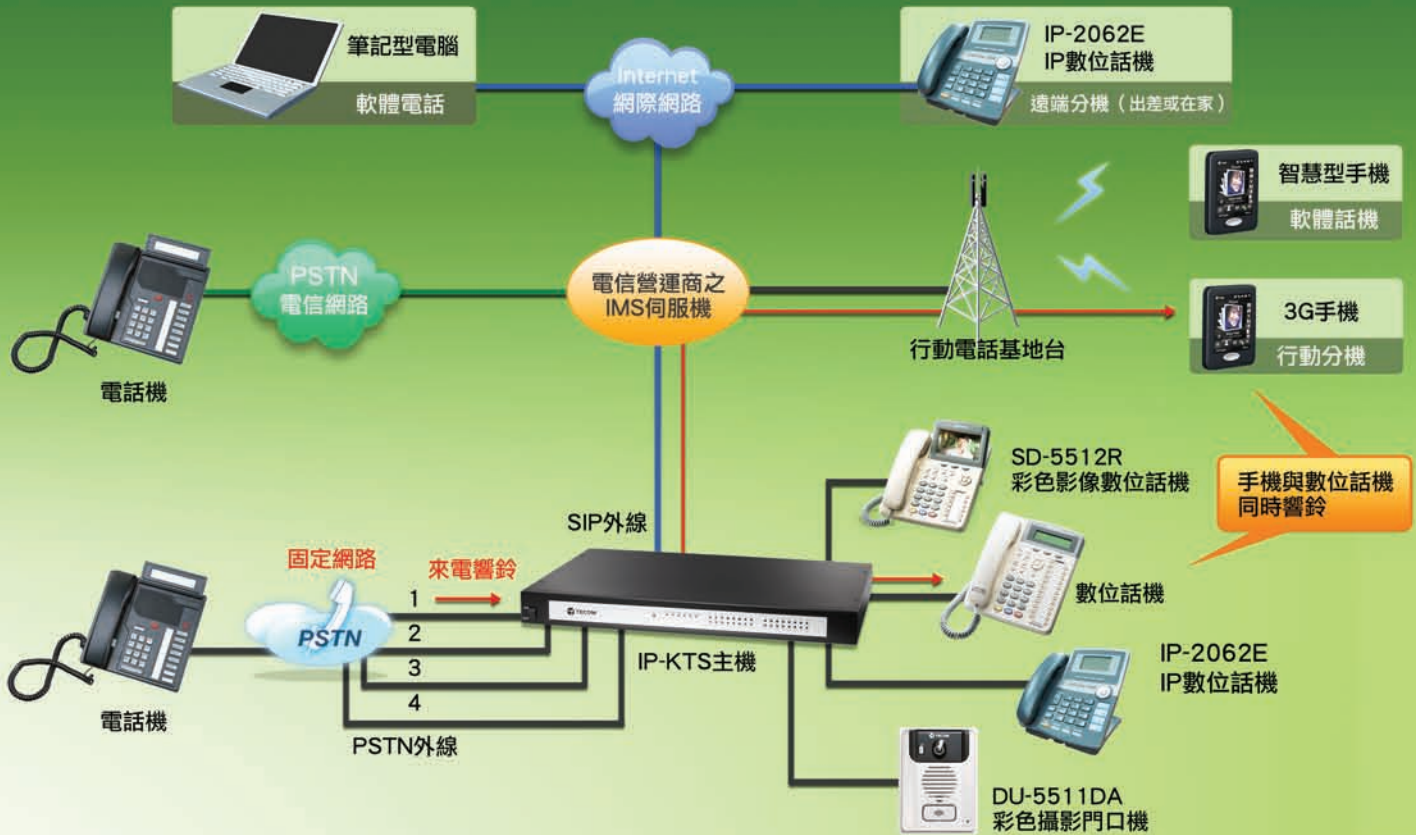 筆記型電腦
軟體電話
Internet
網際網路
IP-2062E
IP數位話機
遠端分機（出差或在家）
智慧型手機
軟體話機
PSTN
電信網路
電信營運商之
IMS伺服機
3G手機
行動分機
行動電話基地台
電話機
SD-5512R
彩色影像數位話機
手機與數位話機
同時響鈴
SIP外線
固定網路
來電響鈴
1
2
3
4
PSTN
TECOM
數位話機
IP-KTS主機
IP-2062E
IP數位話機
電話機
PSTN外線
DU-5511DA
彩色攝影門口機